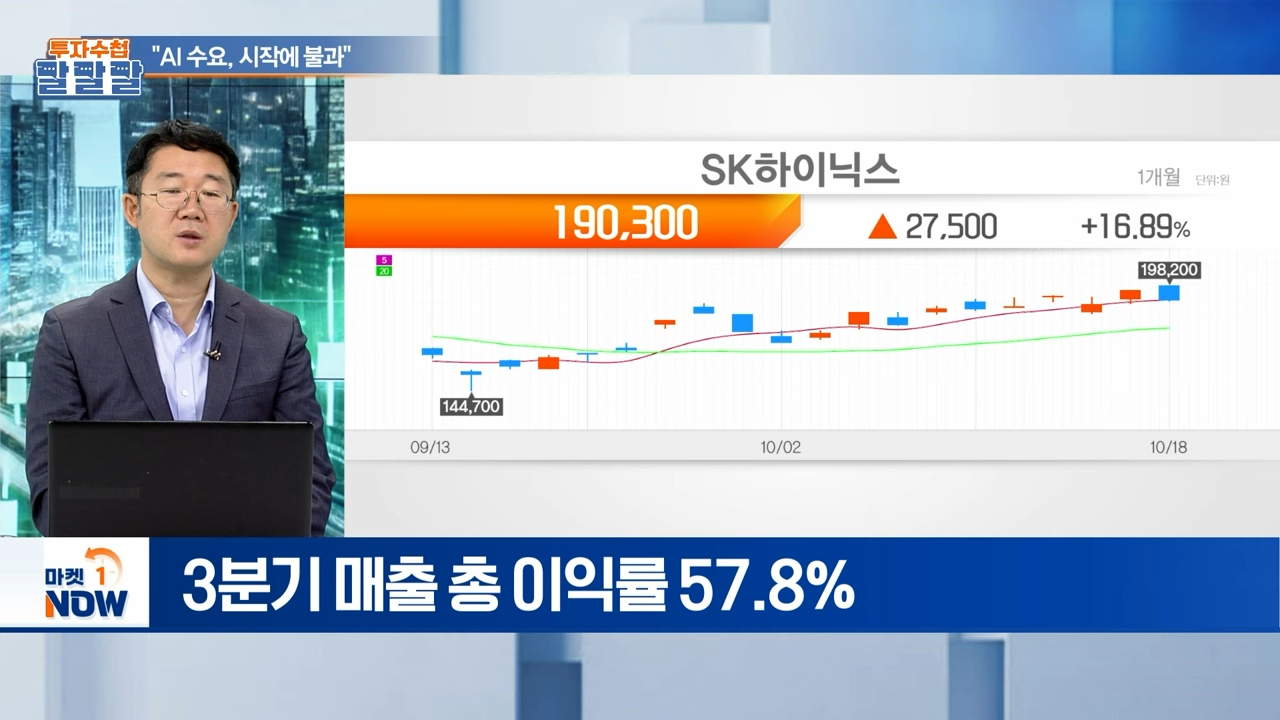 투자수첩
팔팔팔
"AI 수요, 시작에 불과"
SK하이닉스
1개월 단위:원
190,300 ▲ 27,500 +16.89%
5
20
198,200
144,700
09/13 10/02 10/18
마켓 1
NOW
3분기 매출 총 이익률 57.8%